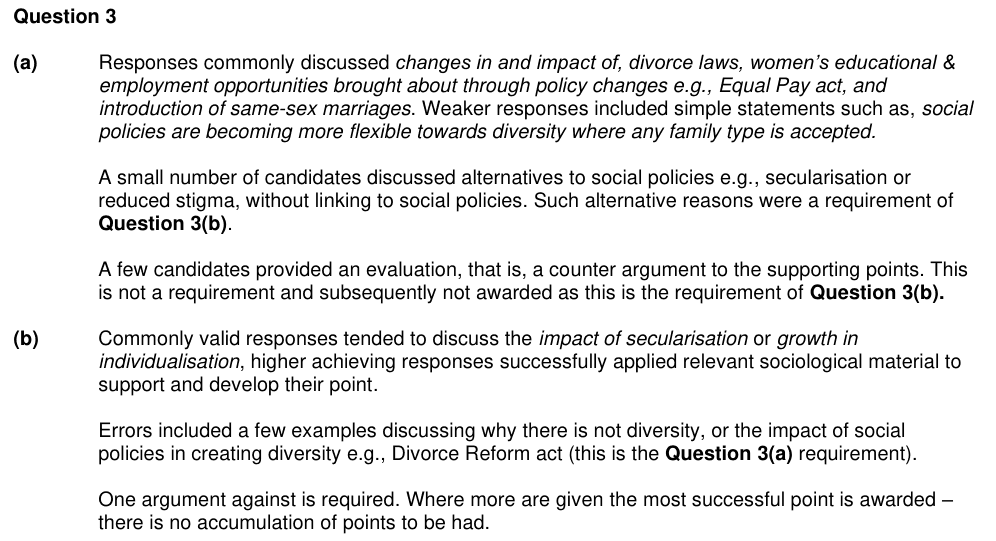 Question 3
(a) Responses commonly discussed changes in and impact of, divorce laws, women's educational &
employment opportunities brought about through policy changes e.g., Equal Pay act, and
introduction of same-sex marriages. Weaker responses included simple statements such as, social
policies are becoming more flexible towards diversity where any family type is accepted.
A small number of candidates discussed alternatives to social policies e.g., secularisation or
reduced stigma, without linking to social policies. Such alternative reasons were a requirement of
Question 3(b).
A few candidates provided an evaluation, that is, a counter argument to the supporting points. This
is not a requirement and subsequently not awarded as this is the requirement of Question 3(b).
(b) Commonly valid responses tended to discuss the impact of secularisation or growth in
individualisation, higher achieving responses successfully applied relevant sociological material to
support and develop their point.
Errors included a few examples discussing why there is not diversity, or the impact of social
policies in creating diversity e.g., Divorce Reform act (this is the Question 3(a) requirement).
One argument against is required. Where more are given the most successful point is awarded –
there is no accumulation of points to be had.